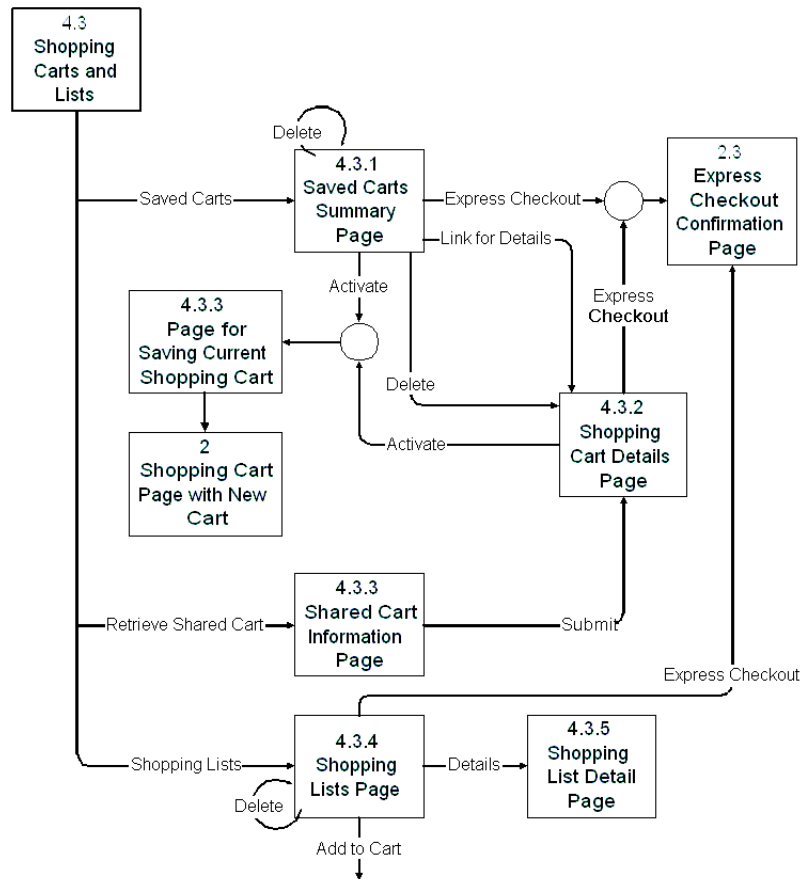 4.3
Shopping
Carts and
Lists
Delete
4.3.1
Saved Carts
Summary
Page
Saved Carts
Express Checkout
2.3
Express
Checkout
Confirmation
Page
Link for Details
Activate
4.3.3
Page for
Saving Current
Shopping Cart
Express
Checkout
Delete
4.3.2
Shopping
Cart Details
Page
Activate
2
Shopping Cart
Page with New
Cart
Retrieve Shared Cart
4.3.3
Shared Cart
Information
Page
Submit
Express Checkout
Shopping Lists
4.3.4
Shopping
Lists Page
Details
4.3.5
Shopping
List Detail
Page
Delete
Add to Cart